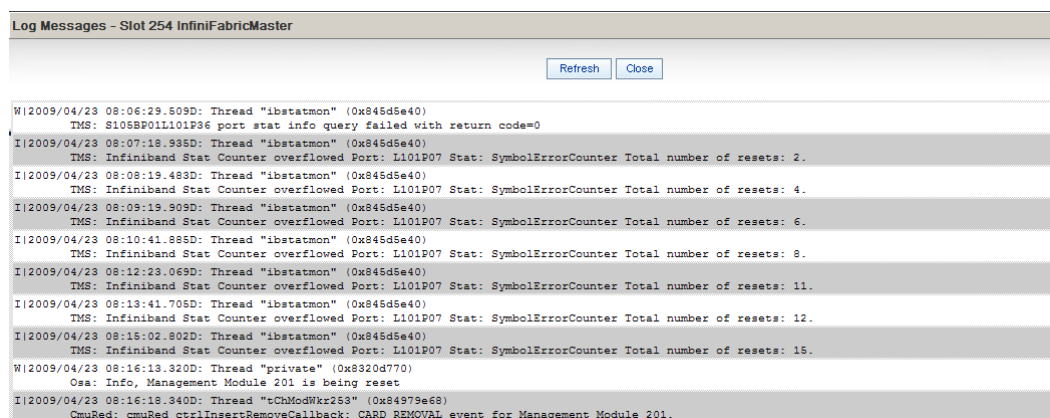 Log Messages - Slot 254 InfiniFabricMaster
Refresh Close
W|2009/04/23 08:06:29.509D: Thread "ibstatmon" (0x845d5e40)
TMS: S105BP01L101P36 port stat info query failed with return code=0
I|2009/04/23 08:07:18.935D: Thread "ibstatmon" (0x845d5e40)
TMS: Infiniband Stat Counter overflowed Port: L101P07 Stat: SymbolErrorCounter Total number of resets: 2.
I|2009/04/23 08:08:19.483D: Thread "ibstatmon" (0x845d5e40)
TMS: Infiniband Stat Counter overflowed Port: L101P07 Stat: SymbolErrorCounter Total number of resets: 4.
I|2009/04/23 08:09:19.909D: Thread "ibstatmon" (0x845d5e40)
TMS: Infiniband Stat Counter overflowed Port: L101P07 Stat: SymbolErrorCounter Total number of resets: 6.
I|2009/04/23 08:10:41.885D: Thread "ibstatmon" (0x845d5e40)
TMS: Infiniband Stat Counter overflowed Port: L101P07 Stat: SymbolErrorCounter Total number of resets: 8.
I|2009/04/23 08:12:23.069D: Thread "ibstatmon" (0x845d5e40)
TMS: Infiniband Stat Counter overflowed Port: L101P07 Stat: SymbolErrorCounter Total number of resets: 11.
I|2009/04/23 08:13:41.705D: Thread "ibstatmon" (0x845d5e40)
TMS: Infiniband Stat Counter overflowed Port: L101P07 Stat: SymbolErrorCounter Total number of resets: 12.
I|2009/04/23 08:15:02.802D: Thread "ibstatmon" (0x845d5e40)
TMS: Infiniband Stat Counter overflowed Port: L101P07 Stat: SymbolErrorCounter Total number of resets: 15.
W|2009/04/23 08:16:13.320D: Thread "private" (0x8320d770)
Osa: Info, Management Module 201 is being reset
I|2009/04/23 08:16:18.340D: Thread "tChModWkr253" (0x84979e68)
CmuRed: cmuRed_ctrlInsertRemoveCallback: CARD_REMOVAL event for Management Module 201.